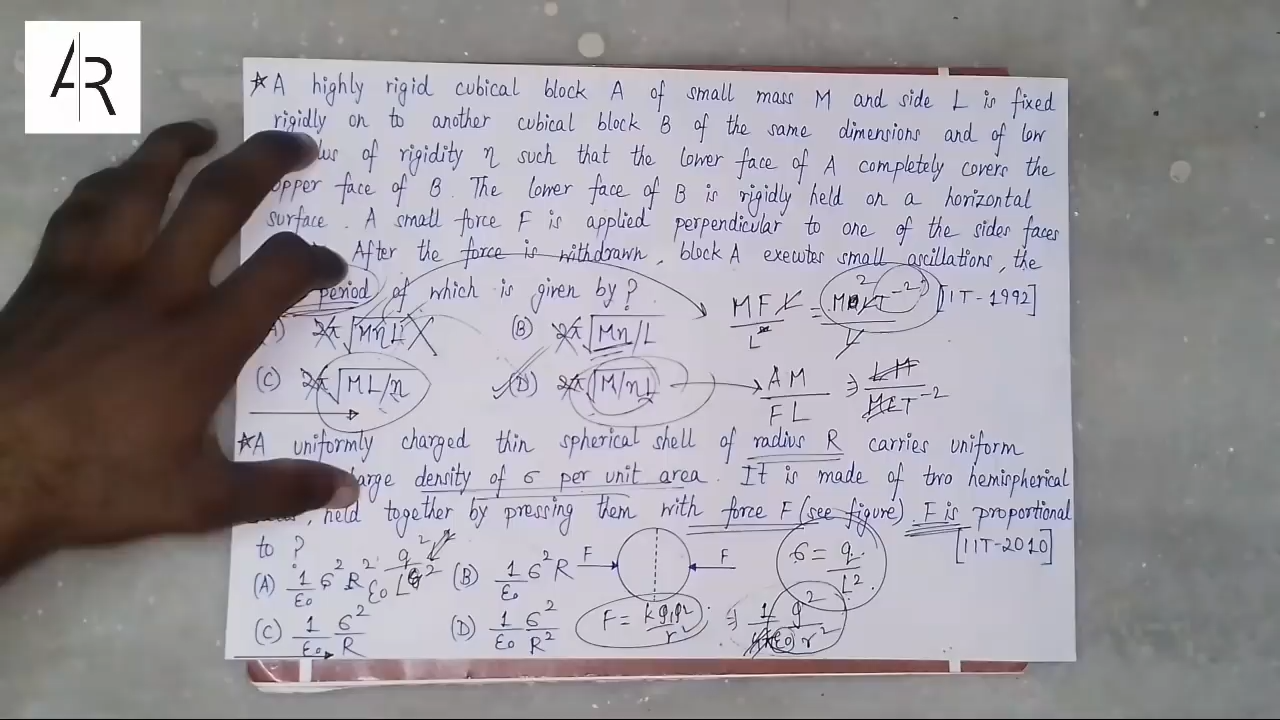 AR
☆ A highly rigid cubical block A of small mass M and side L is fixed
rigidly on to another cubical block B of the same dimensions and of low
of rigidity η such that the lower face of A completely covers the
upper face of B. The lower face of B is rigidly held on a horizontal
surface. A small force F is applied perpendicular to one of the sides faces
After the force is withdrawn, block A executes small oscillations, the
period of which is given by?
[IIT-1992]
2π √MηL
(B) 2π √Mη/L
(C) 2π √ML/η
(D) 2π √M/ηL
AM/FL ⇒ LM/MLT⁻²
☆ A uniformly charged thin spherical shell of radius R carries uniform
density of σ per unit area. It is made of two hemispherical
held together by pressing them with force F (see figure) F is proportional
to ?
[IIT-2010]
(A) 1/ε₀ σ² R²
(B) 1/ε₀ σ² R
F F
σ = q/L²
(C) 1/ε₀ σ²/R
(D) 1/ε₀ σ²/R²